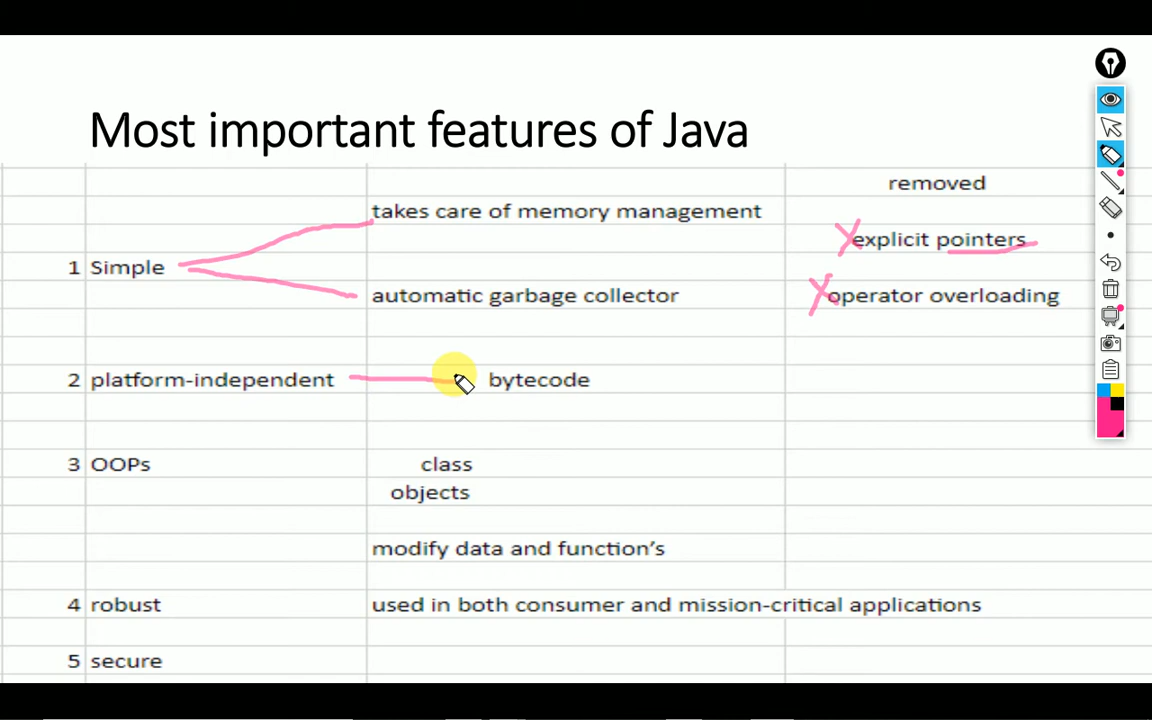 Most important features of Java
removed
takes care of memory management
explicit pointers
1 Simple
automatic garbage collector
operator overloading
2 platform-independent
bytecode
3 OOPs
class
objects
modify data and function’s
4 robust
used in both consumer and mission-critical applications
5 secure